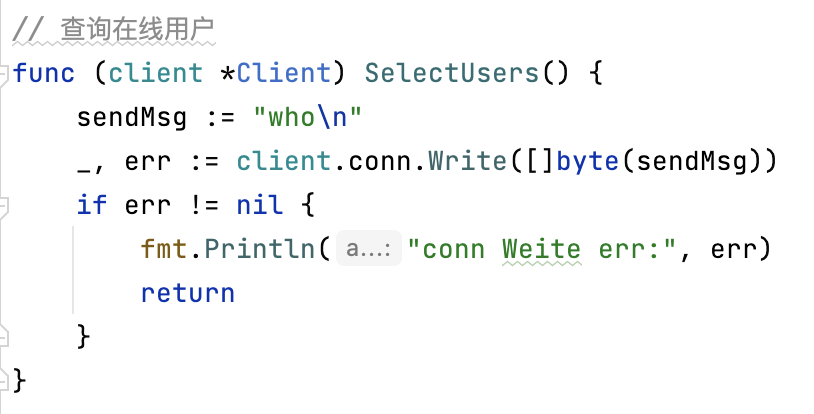 // 查询在线用户
func (client *Client) SelectUsers() {
    sendMsg := "who\n"
    _, err := client.conn.Write([]byte(sendMsg))
    if err != nil {
        fmt.Println( a...: "conn Weite err:", err)
        return
    }
}